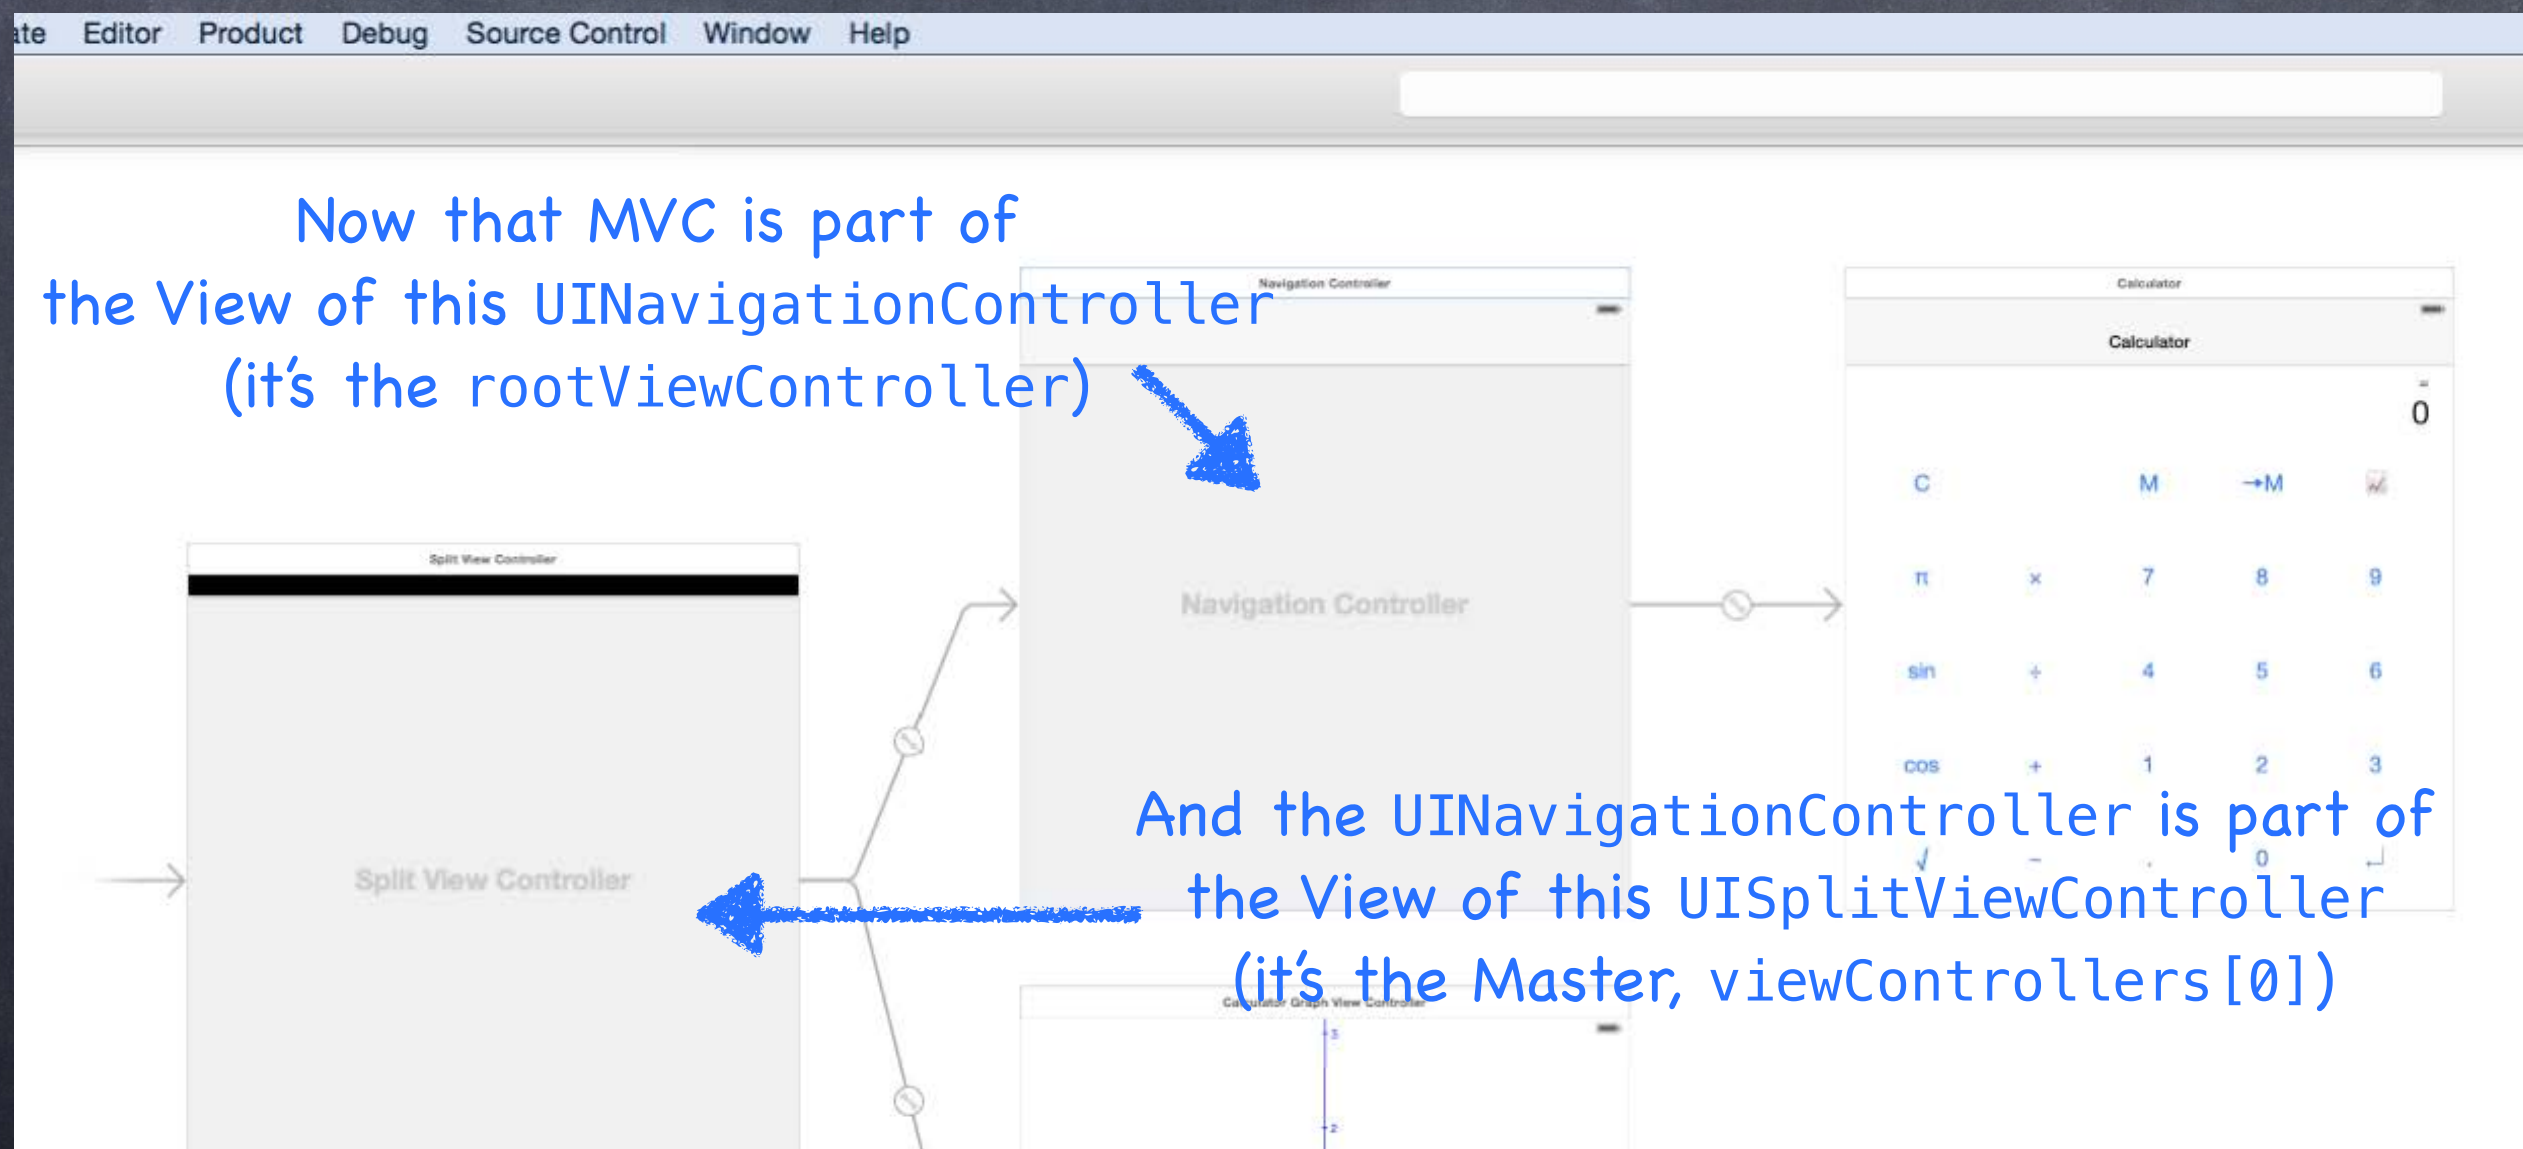 ate Editor Product Debug Source Control Window Help
Now that MVC is part of
the View of this UINavigationController
(it's the rootViewController)
Navigation Controller
Calculator
Calculator
=
0
C M →M 📈
π × 7 8 9
sin ÷ 4 5 6
cos + 1 2 3
√ − . 0 ↵
Navigation Controller
Split View Controller
Split View Controller
And the UINavigationController is part of
the View of this UISplitViewController
(it's the Master, viewControllers[0])
Calculator Graph View Controller
3
2